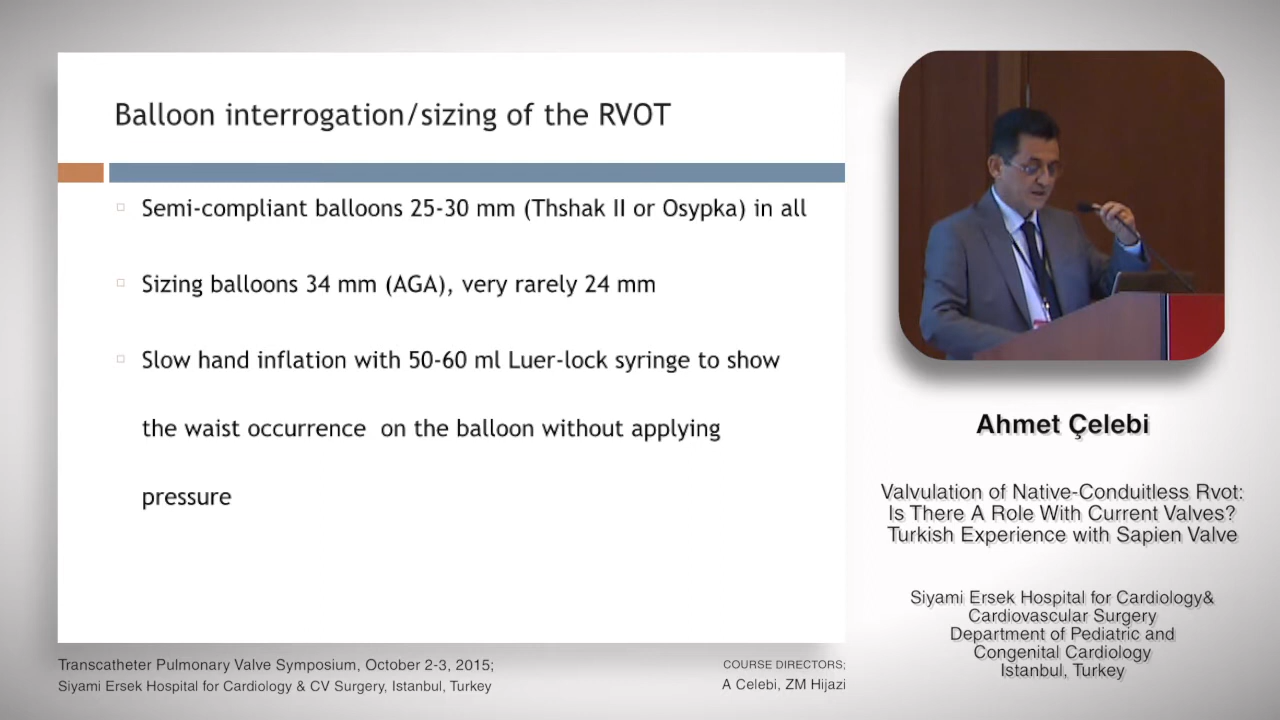 Balloon interrogation/sizing of the RVOT
Semi-compliant balloons 25-30 mm (Thshak II or Osypka) in all
Sizing balloons 34 mm (AGA), very rarely 24 mm
Slow hand inflation with 50-60 ml Luer-lock syringe to show
the waist occurrence on the balloon without applying
pressure
Ahmet Çelebi
Valvulation of Native-Conduitless Rvot:
Is There A Role With Current Valves?
Turkish Experience with Sapien Valve
Siyami Ersek Hospital for Cardiology&
Cardiovascular Surgery
Department of Pediatric and
Congenital Cardiology
Istanbul, Turkey
Transcatheter Pulmonary Valve Symposium, October 2-3, 2015;
Siyami Ersek Hospital for Cardiology & CV Surgery, Istanbul, Turkey
COURSE DIRECTORS;
A Celebi, ZM Hijazi